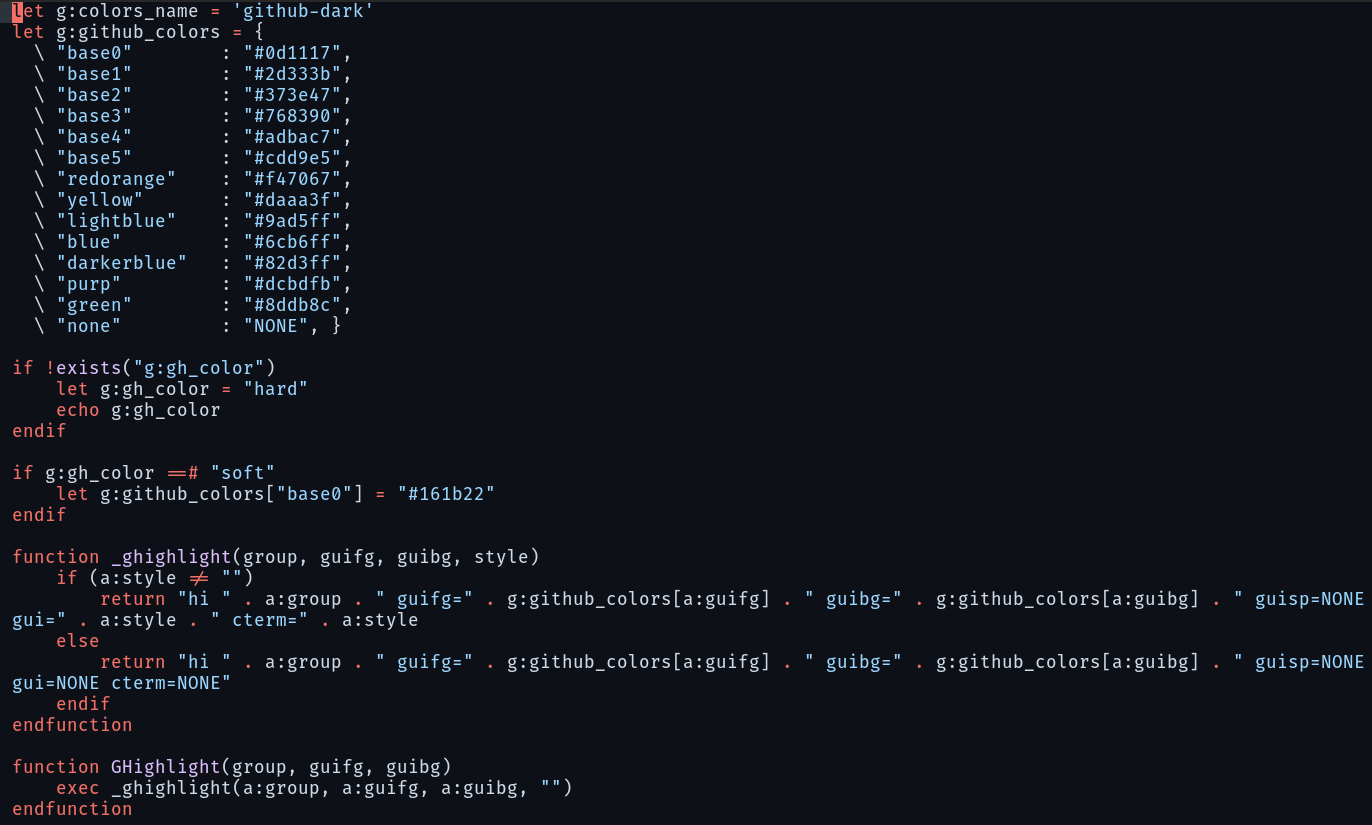 let g:colors_name = 'github-dark'
let g:github_colors = {
  \ "base0"        : "#0d1117",
  \ "base1"        : "#2d333b",
  \ "base2"        : "#373e47",
  \ "base3"        : "#768390",
  \ "base4"        : "#adbac7",
  \ "base5"        : "#cdd9e5",
  \ "redorange"    : "#f47067",
  \ "yellow"       : "#daaa3f",
  \ "lightblue"    : "#9ad5ff",
  \ "blue"         : "#6cb6ff",
  \ "darkerblue"   : "#82d3ff",
  \ "purp"         : "#dcbdfb",
  \ "green"        : "#8ddb8c",
  \ "none"         : "NONE", }

if !exists("g:gh_color")
    let g:gh_color = "hard"
    echo g:gh_color
endif

if g:gh_color ==# "soft"
    let g:github_colors["base0"] = "#161b22"
endif

function _ghighlight(group, guifg, guibg, style)
    if (a:style != "")
        return "hi " . a:group . " guifg=" . g:github_colors[a:guifg] . " guibg=" . g:github_colors[a:guibg] . " guisp=NONE
gui=" . a:style . " cterm=" . a:style
    else
        return "hi " . a:group . " guifg=" . g:github_colors[a:guifg] . " guibg=" . g:github_colors[a:guibg] . " guisp=NONE
gui=NONE cterm=NONE"
    endif
endfunction

function GHighlight(group, guifg, guibg)
    exec _ghighlight(a:group, a:guifg, a:guibg, "")
endfunction